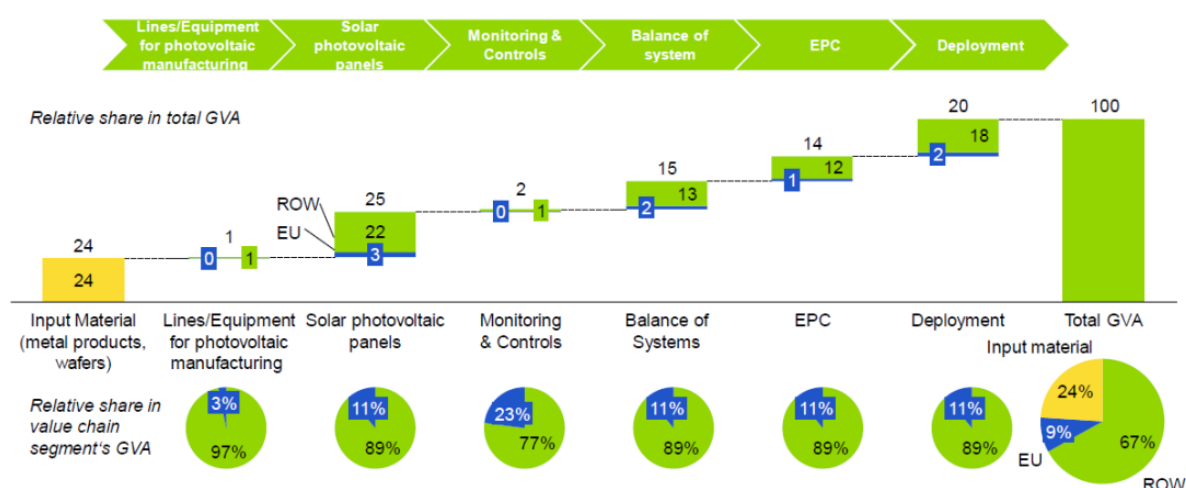 Lines/Equipment
for photovoltaic
manufacturing
Solar
photovoltaic
panels
Monitoring &
Controls
Balance of
system
EPC
Deployment
Relative share in total GVA
24
24
1
0
1
ROW
EU
25
22
3
2
0
1
15
2
13
14
1
12
20
2
18
100
Input Material
(metal products,
wafers)
Lines/Equipment
for photovoltaic
manufacturing
Solar photovoltaic
panels
Monitoring
& Controls
Balance of
Systems
EPC
Deployment
Total GVA
Input material
Relative share in
value chain
segment's GVA
3%
97%
11%
89%
23%
77%
11%
89%
11%
89%
11%
89%
24%
9%
67%
EU
ROW